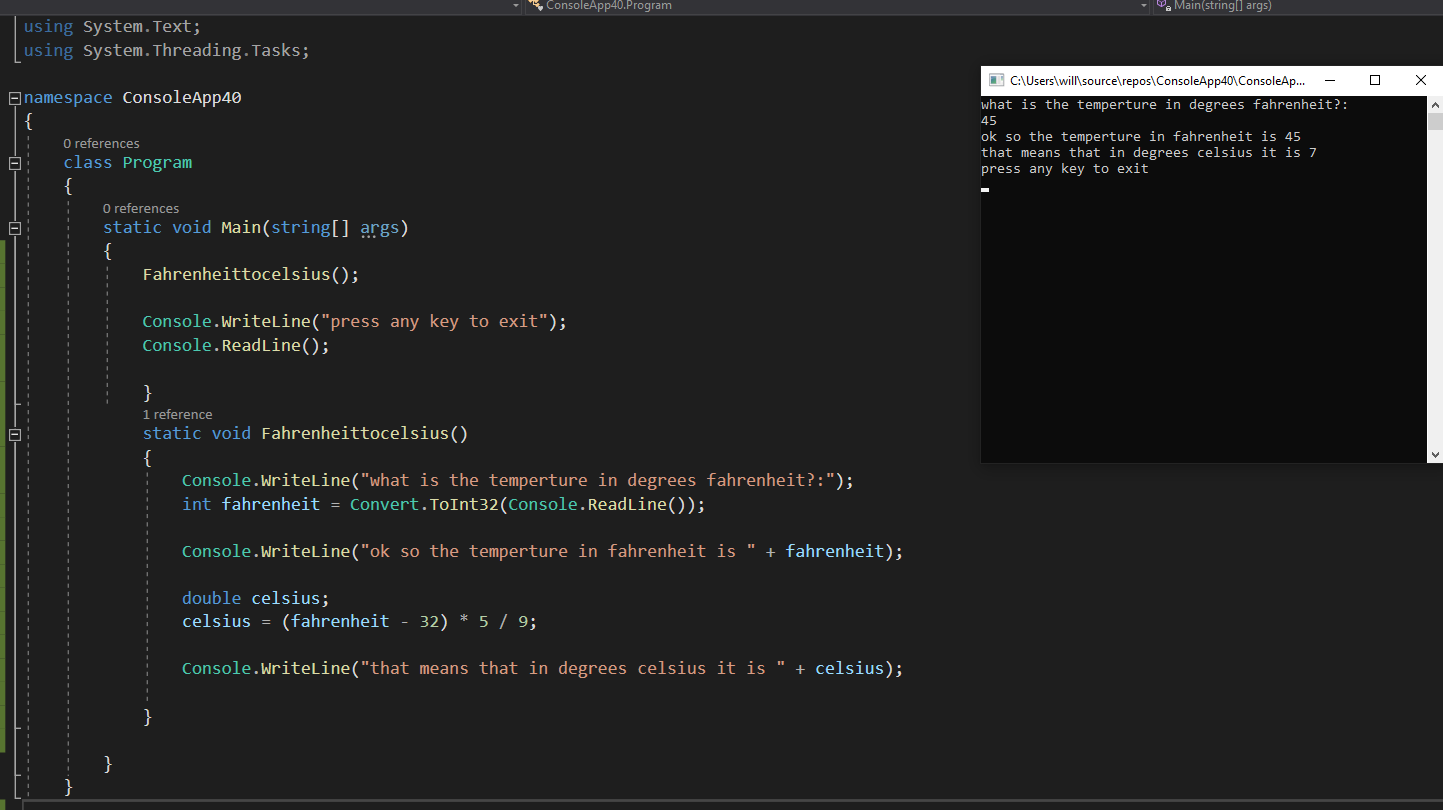 ConsoleApp40.Program
Main(string[] args)
using System.Text;
using System.Threading.Tasks;
namespace ConsoleApp40
{
0 references
class Program
{
0 references
static void Main(string[] args)
{
Fahrenheittocelsius();
Console.WriteLine("press any key to exit");
Console.ReadLine();
}
1 reference
static void Fahrenheittocelsius()
{
Console.WriteLine("what is the temperture in degrees fahrenheit?:");
int fahrenheit = Convert.ToInt32(Console.ReadLine());
Console.WriteLine("ok so the temperture in fahrenheit is " + fahrenheit);
double celsius;
celsius = (fahrenheit - 32) * 5 / 9;
Console.WriteLine("that means that in degrees celsius it is " + celsius);
}
}
}
C:\Users\will\source\repos\ConsoleApp40\ConsoleAp...
what is the temperture in degrees fahrenheit?:
45
ok so the temperture in fahrenheit is 45
that means that in degrees celsius it is 7
press any key to exit